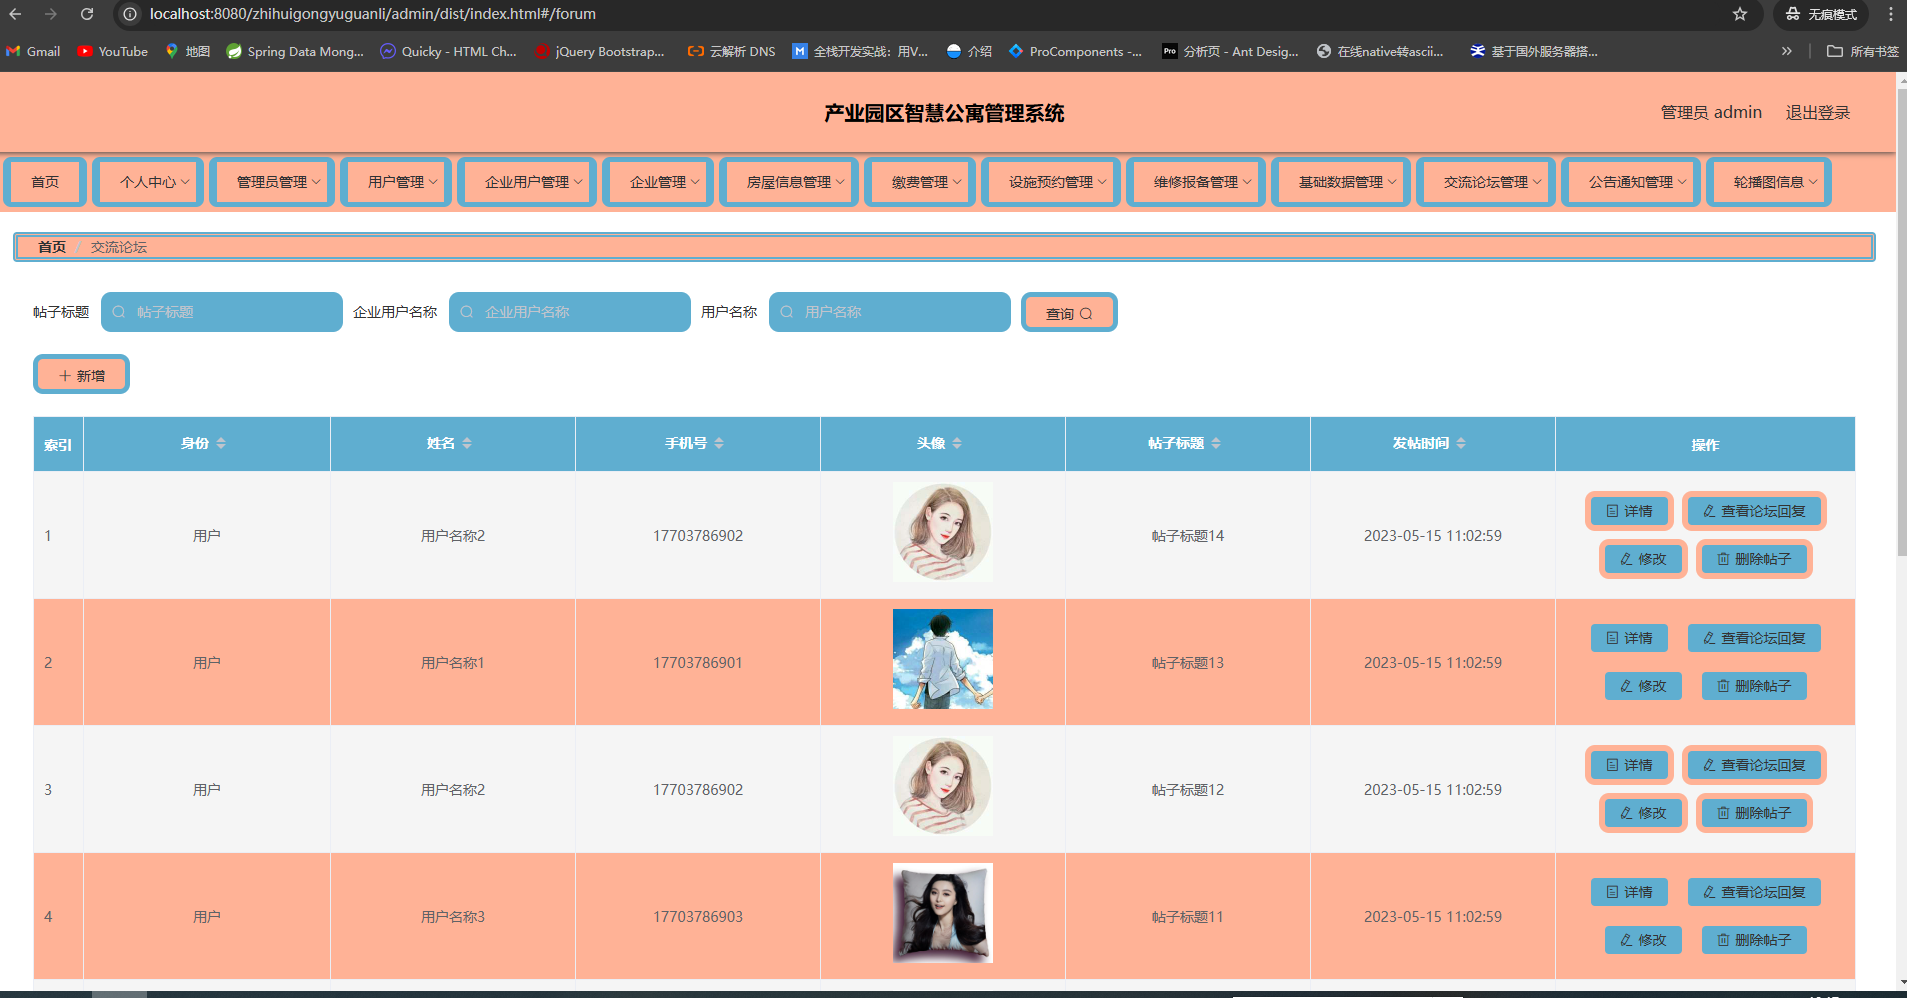 localhost:8080/zhihuigongyuguanli/admin/dist/index.html#/forum 无痕模式
Gmail YouTube 地图 Spring Data Mong... Quicky - HTML Ch... jQuery Bootstrap... 云解析 DNS 全栈开发实战：用V... 介绍 ProComponents -... Pro 分析页 - Ant Desig... 在线native转ascii... 基于国外服务器搭... » 所有书签
产业园区智慧公寓管理系统 管理员 admin 退出登录
首页 个人中心 管理员管理 用户管理 企业用户管理 企业管理 房屋信息管理 缴费管理 设施预约管理 维修报备管理 基础数据管理 交流论坛管理 公告通知管理 轮播图信息
首页 / 交流论坛
帖子标题 帖子标题 企业用户名称 企业用户名称 用户名称 用户名称 查询
新增
索引 身份 姓名 手机号 头像 帖子标题 发帖时间 操作
1 用户 用户名称2 17703786902 帖子标题14 2023-05-15 11:02:59 详情 查看论坛回复
修改 删除帖子
2 用户 用户名称1 17703786901 帖子标题13 2023-05-15 11:02:59 详情 查看论坛回复
修改 删除帖子
3 用户 用户名称2 17703786902 帖子标题12 2023-05-15 11:02:59 详情 查看论坛回复
修改 删除帖子
4 用户 用户名称3 17703786903 帖子标题11 2023-05-15 11:02:59 详情 查看论坛回复
修改 删除帖子